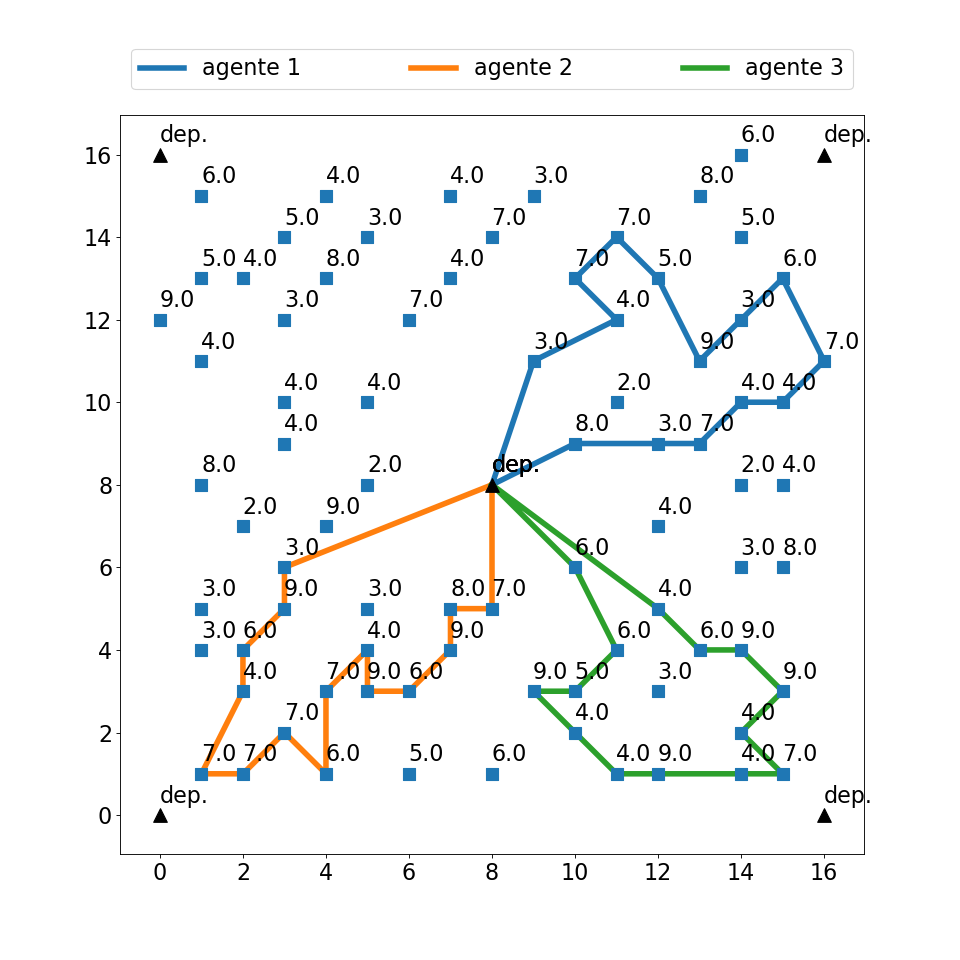 agente 1 agente 2 agente 3
dep. 6.0 dep.
16
6.0 4.0 4.0 3.0 8.0
5.0 3.0 7.0 7.0 5.0
14
5.0 4.0 8.0 4.0 7.0 5.0 6.0
9.0 3.0 7.0 4.0 3.0
12
4.0 3.0 9.0 7.0
4.0 4.0 2.0 4.0 4.0
10
4.0 8.0 3.0 7.0
8.0 2.0 dep. 2.0 4.0
8
2.0 9.0 4.0
3.0 6.0 3.0 8.0
6
3.0 9.0 3.0 8.0 7.0 4.0
3.0 6.0 4.0 9.0 6.0 6.0 9.0
4
4.0 7.0 9.0 6.0 9.0 5.0 3.0 9.0
7.0 4.0 4.0
2
7.0 7.0 6.0 5.0 6.0 4.0 9.0 4.0 7.0
dep. dep.
0
0 2 4 6 8 10 12 14 16